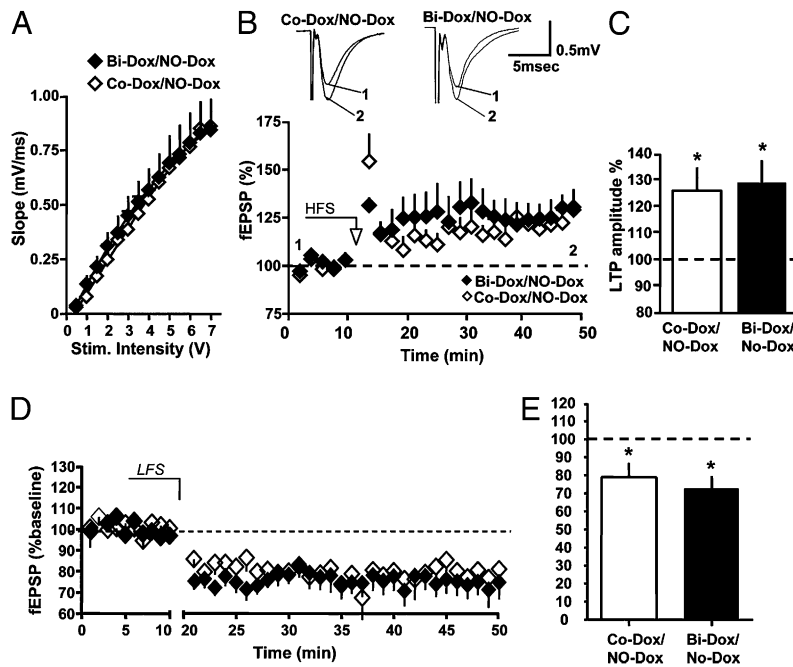 A
Bi-Dox/NO-Dox
Co-Dox/NO-Dox
1.00
0.75
0.50
0.25
0
Slope (mV/ms)
0 1 2 3 4 5 6 7
Stim. Intensity (V)
B
Co-Dox/NO-Dox
Bi-Dox/NO-Dox
0.5mV
5msec
1
2
1
2
175
150
125
100
75
fEPSP (%)
HFS
1
2
Bi-Dox/NO-Dox
Co-Dox/NO-Dox
0 10 20 30 40 50
Time (min)
C
140
130
120
110
100
90
80
LTP amplitude %
*
*
Co-Dox/
NO-Dox
Bi-Dox/
No-Dox
D
130
120
110
100
90
80
70
60
fEPSP (%baseline)
LFS
0 5 10 20 25 30 35 40 45 50
Time (min)
E
120
110
100
90
80
70
60
50
40
30
20
10
0
*
*
Co-Dox/
NO-Dox
Bi-Dox/
No-Dox